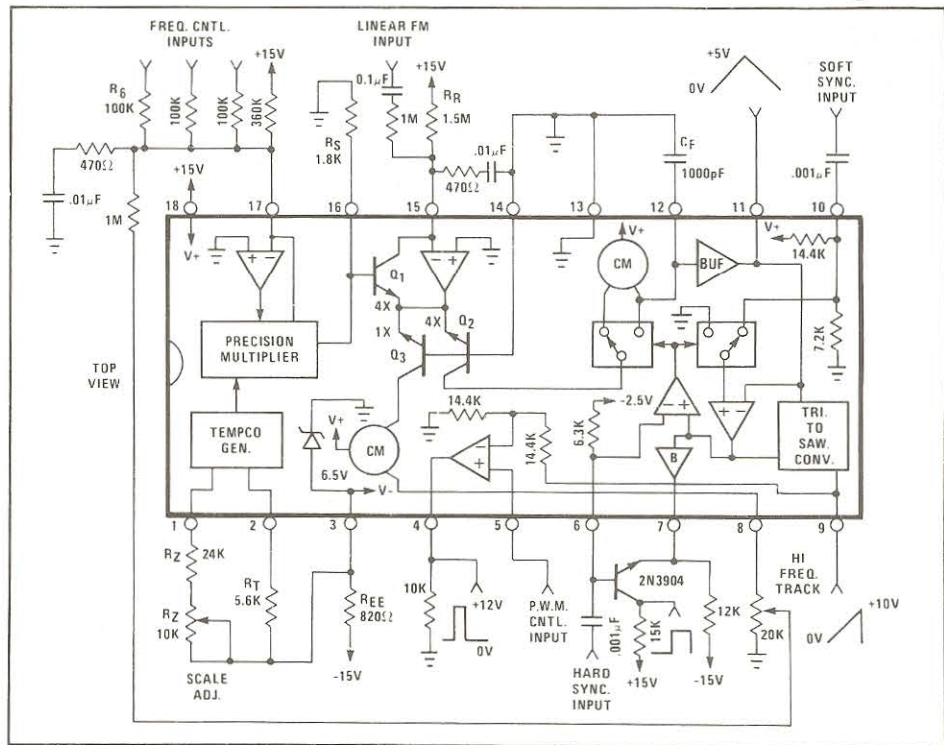 FREQ. CNTL.
INPUTS
+15V
R6
100K
100K
100K
360K
LINEAR FM
INPUT
0.1µF
1M
+15V
RR
1.5M
RS
1.8K
470Ω
.01µF
CF
1000pF
+5V
0V
SOFT
SYNC.
INPUT
.001µF
470Ω
.01µF
+15V
1M
18
17
16
15
14
13
12
11
10
V+
+ -
Q1
4X
1X
Q3
- +
4X
Q2
V+
CM
BUF
V+
14.4K
7.2K
PRECISION
MULTIPLIER
TOP
VIEW
TEMPCO
GEN.
6.5V
V+
CM
V-
14.4K
-
+
14.4K
-2.5V
6.3K
- +
B
+ -
TRI.
TO
SAW.
CONV.
1
2
3
4
5
6
7
8
9
RZ
24K
RZ
10K
RT
5.6K
REE
820Ω
-15V
SCALE
ADJ.
10K
+12V
0V
P.W.M.
CNTL.
INPUT
.001µF
HARD
SYNC.
INPUT
2N3904
15K
+15V
12K
-15V
20K
HI
FREQ.
TRACK
+10V
0V